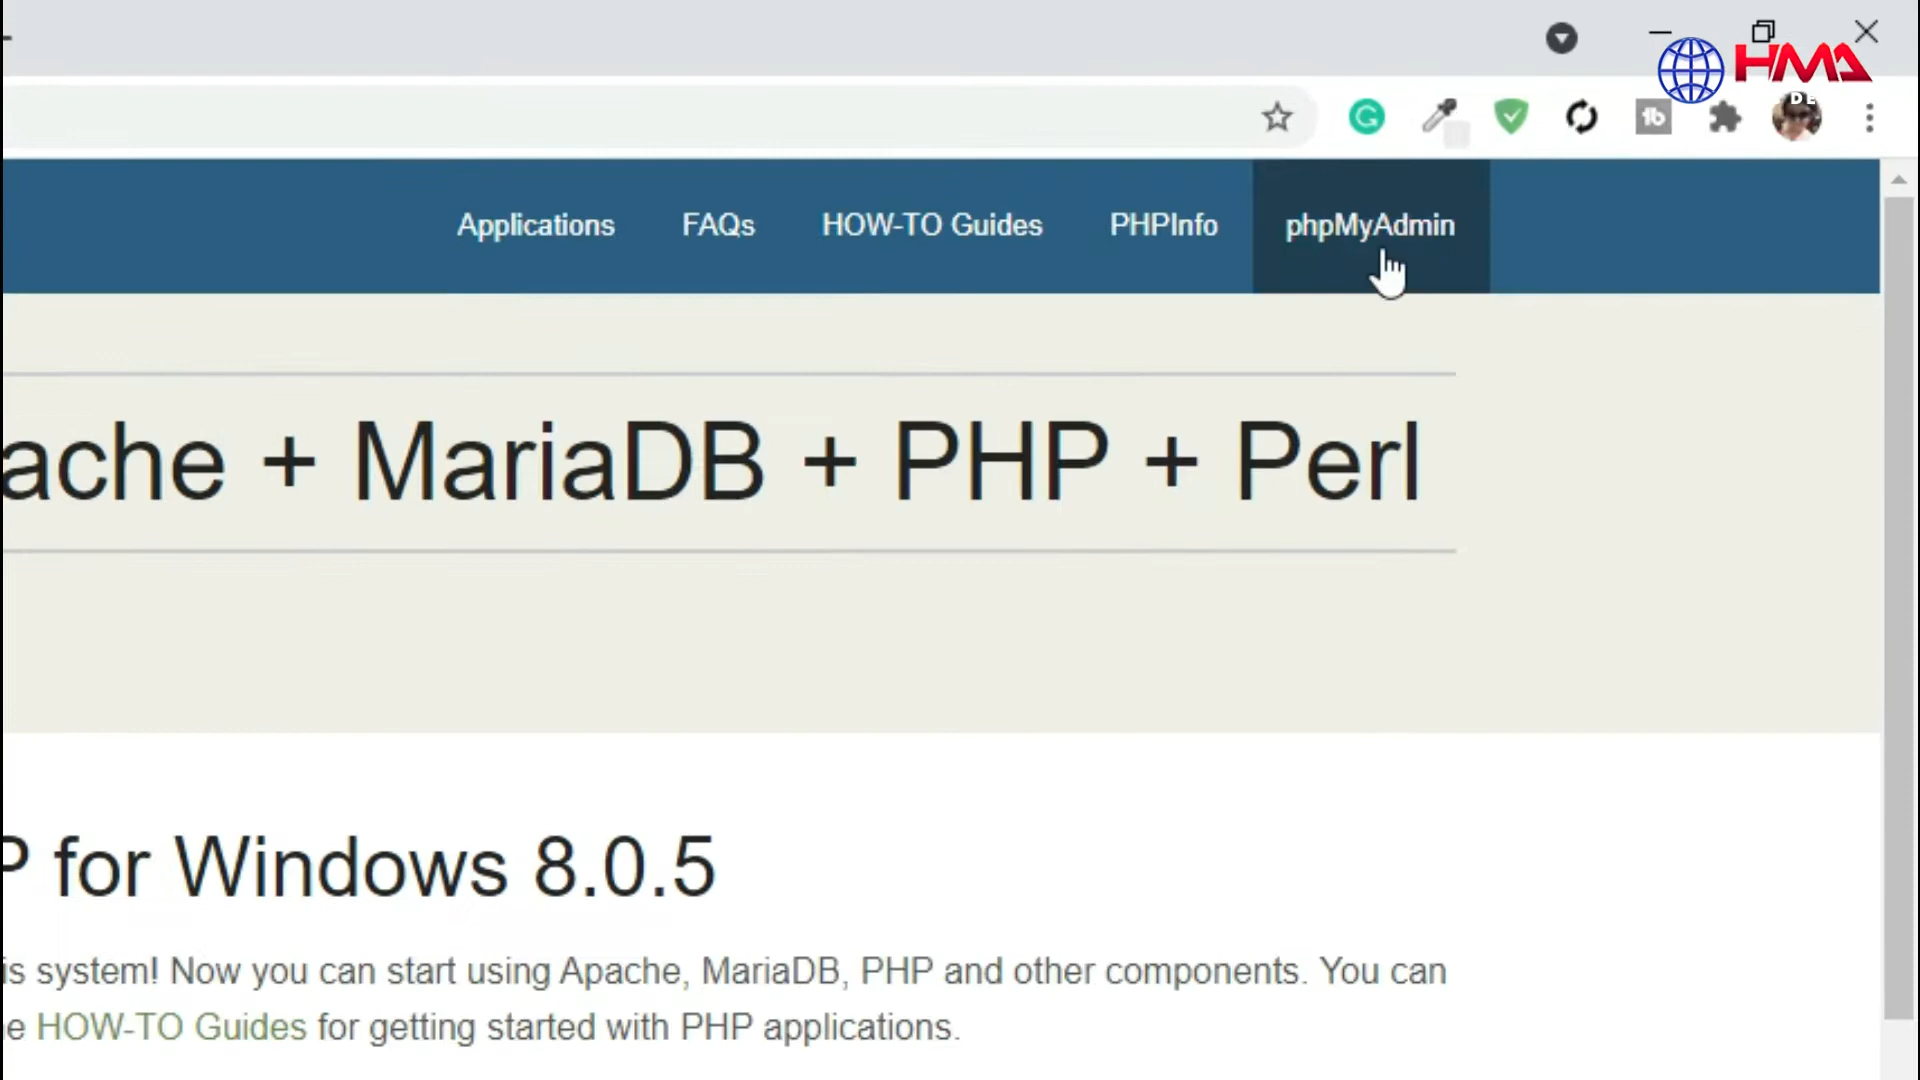 HMA
DE
Applications FAQs HOW-TO Guides PHPInfo phpMyAdmin
ache + MariaDB + PHP + Perl
P for Windows 8.0.5
is system! Now you can start using Apache, MariaDB, PHP and other components. You can
e HOW-TO Guides for getting started with PHP applications.